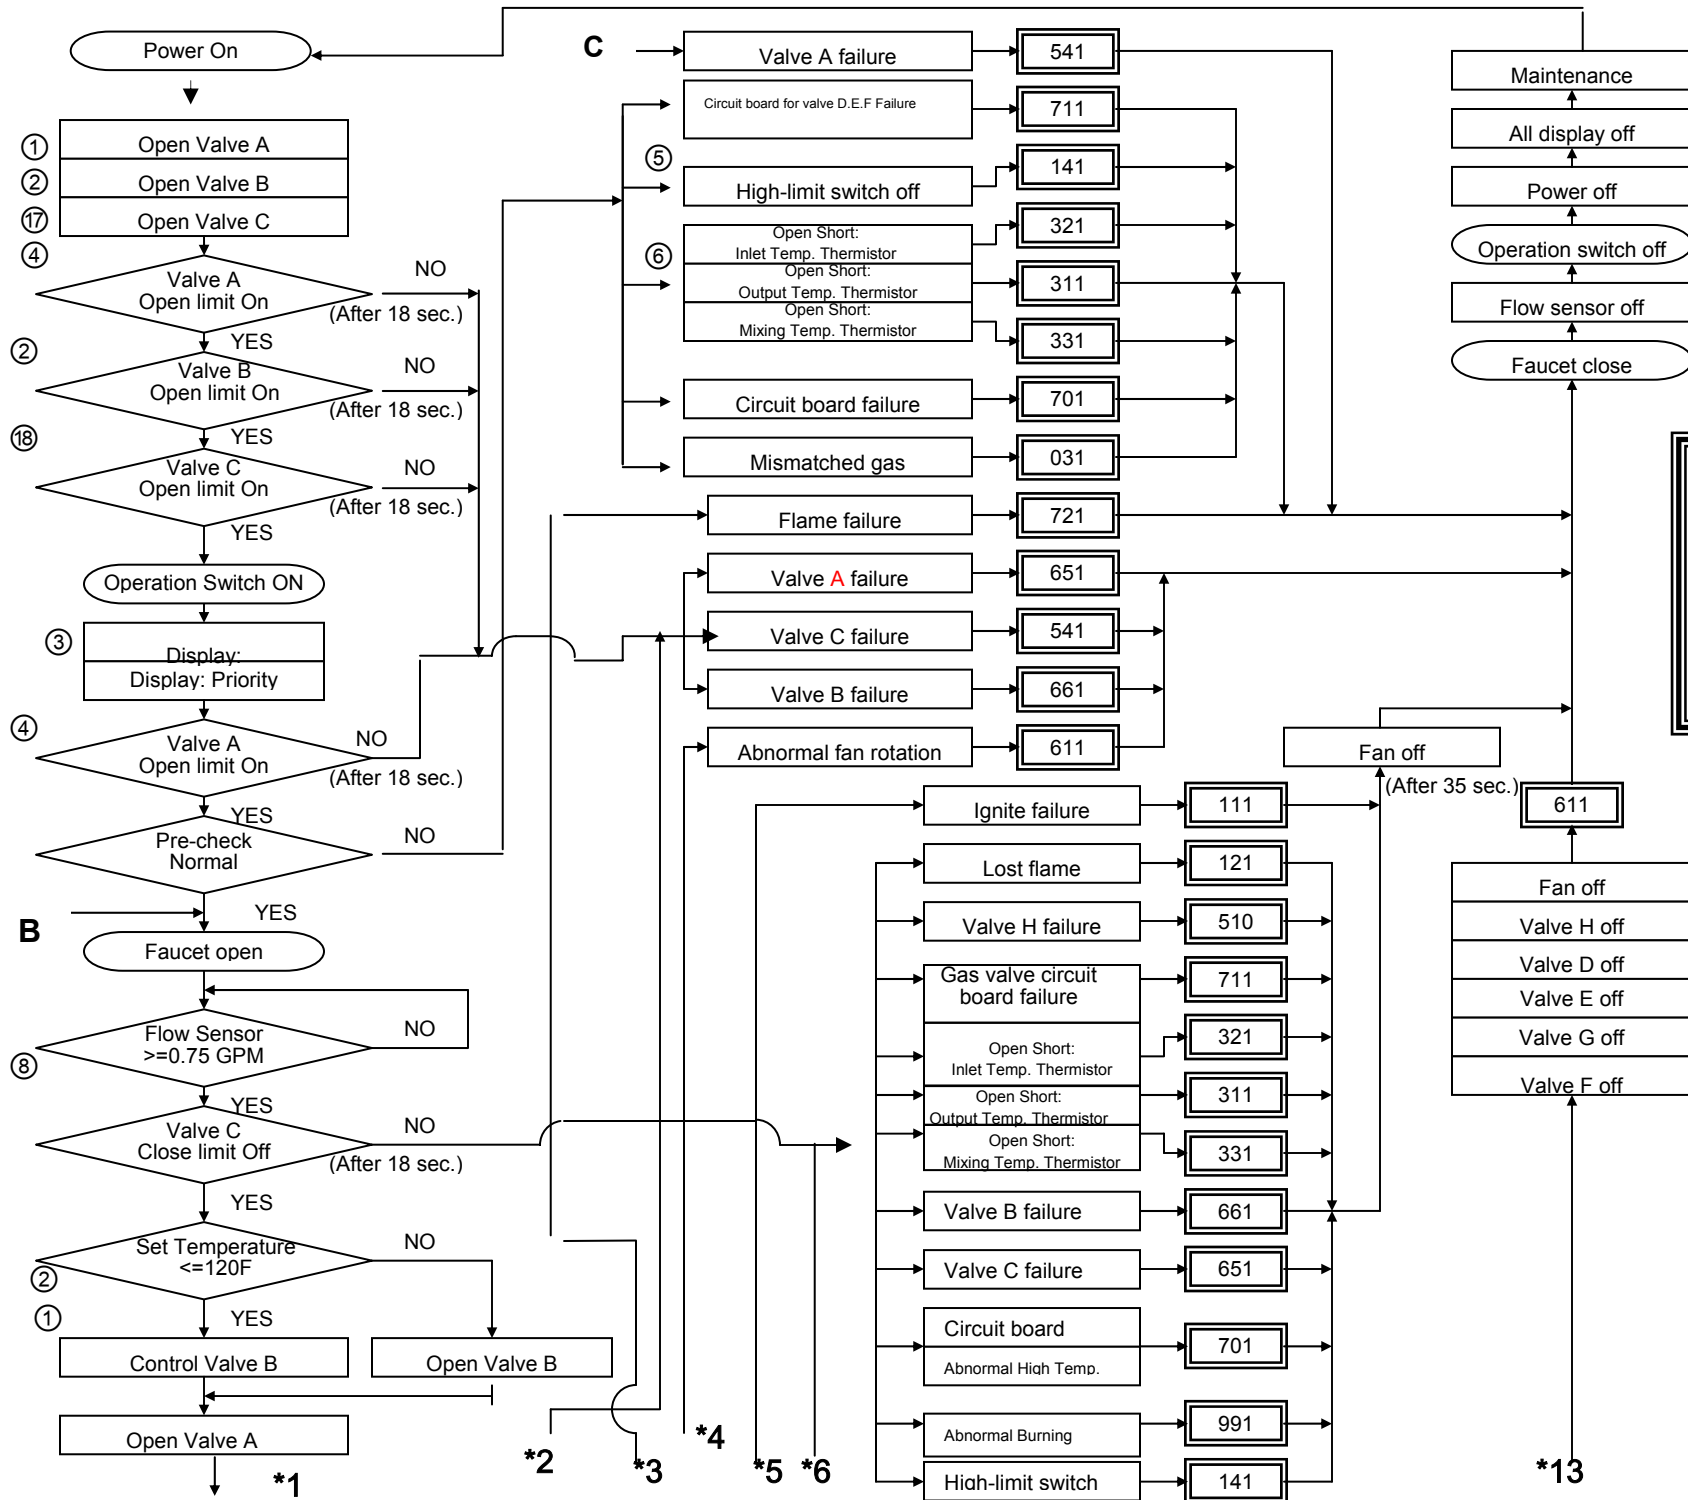 Power On
① Open Valve A
② Open Valve B
⑰ Open Valve C
④
Valve A
Open limit On
NO
(After 18 sec.)
YES
②
Valve B
Open limit On
NO
(After 18 sec.)
YES
⑱
Valve C
Open limit On
NO
(After 18 sec.)
YES
Operation Switch ON
③
Display:
Display: Priority
④
Valve A
Open limit On
NO
(After 18 sec.)
YES
Pre-check
Normal
NO
YES
B
Faucet open
Flow Sensor
>=0.75 GPM
NO
⑧
YES
Valve C
Close limit Off
NO
(After 18 sec.)
YES
Set Temperature
<=120F
NO
②
YES
①
Control Valve B
Open Valve B
Open Valve A
*1
*2
*3
*4
*5
*6
C
Valve A failure
541
Circuit board for valve D.E.F Failure
711
⑤
High-limit switch off
141
⑥
Open Short:
Inlet Temp. Thermistor
321
Open Short:
Output Temp. Thermistor
311
Open Short:
Mixing Temp. Thermistor
331
Circuit board failure
701
Mismatched gas
031
Flame failure
721
Valve A failure
651
Valve C failure
541
Valve B failure
661
Abnormal fan rotation
611
Ignite failure
111
Lost flame
121
Valve H failure
510
Gas valve circuit
board failure
711
Open Short:
Inlet Temp. Thermistor
321
Open Short:
Output Temp. Thermistor
311
Open Short:
Mixing Temp. Thermistor
331
Valve B failure
661
Valve C failure
651
Circuit board
Abnormal High Temp.
701
Abnormal Burning
991
High-limit switch
141
Maintenance
All display off
Power off
Operation switch off
Flow sensor off
Faucet close
Fan off
(After 35 sec.)
611
Fan off
Valve H off
Valve D off
Valve E off
Valve G off
Valve F off
*13